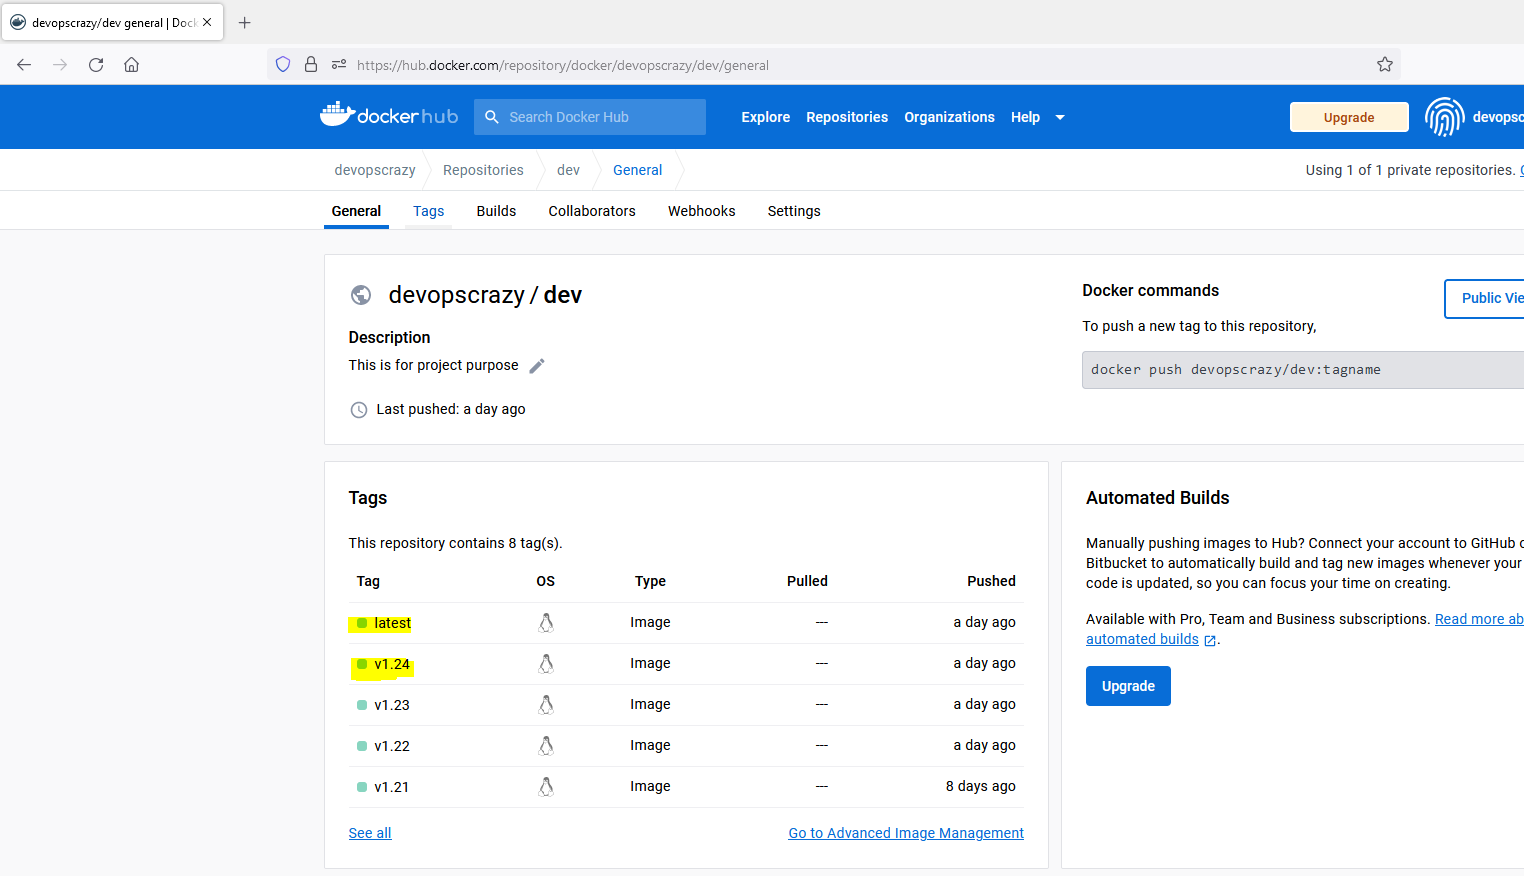 devopscrazy/dev general | Dock
https://hub.docker.com/repository/docker/devopscrazy/dev/general
docker hub
Search Docker Hub
Explore Repositories Organizations Help
Upgrade
devopsc
devopscrazy Repositories dev General
Using 1 of 1 private repositories.
General Tags Builds Collaborators Webhooks Settings
devopscrazy / dev
Description
This is for project purpose
Last pushed: a day ago
Docker commands
Public Vie
To push a new tag to this repository,
docker push devopscrazy/dev:tagname
Tags
This repository contains 8 tag(s).
Tag OS Type Pulled Pushed
latest Image --- a day ago
v1.24 Image --- a day ago
v1.23 Image --- a day ago
v1.22 Image --- a day ago
v1.21 Image --- 8 days ago
See all Go to Advanced Image Management
Automated Builds
Manually pushing images to Hub? Connect your account to GitHub o
Bitbucket to automatically build and tag new images whenever your
code is updated, so you can focus your time on creating.
Available with Pro, Team and Business subscriptions. Read more ab
automated builds .
Upgrade